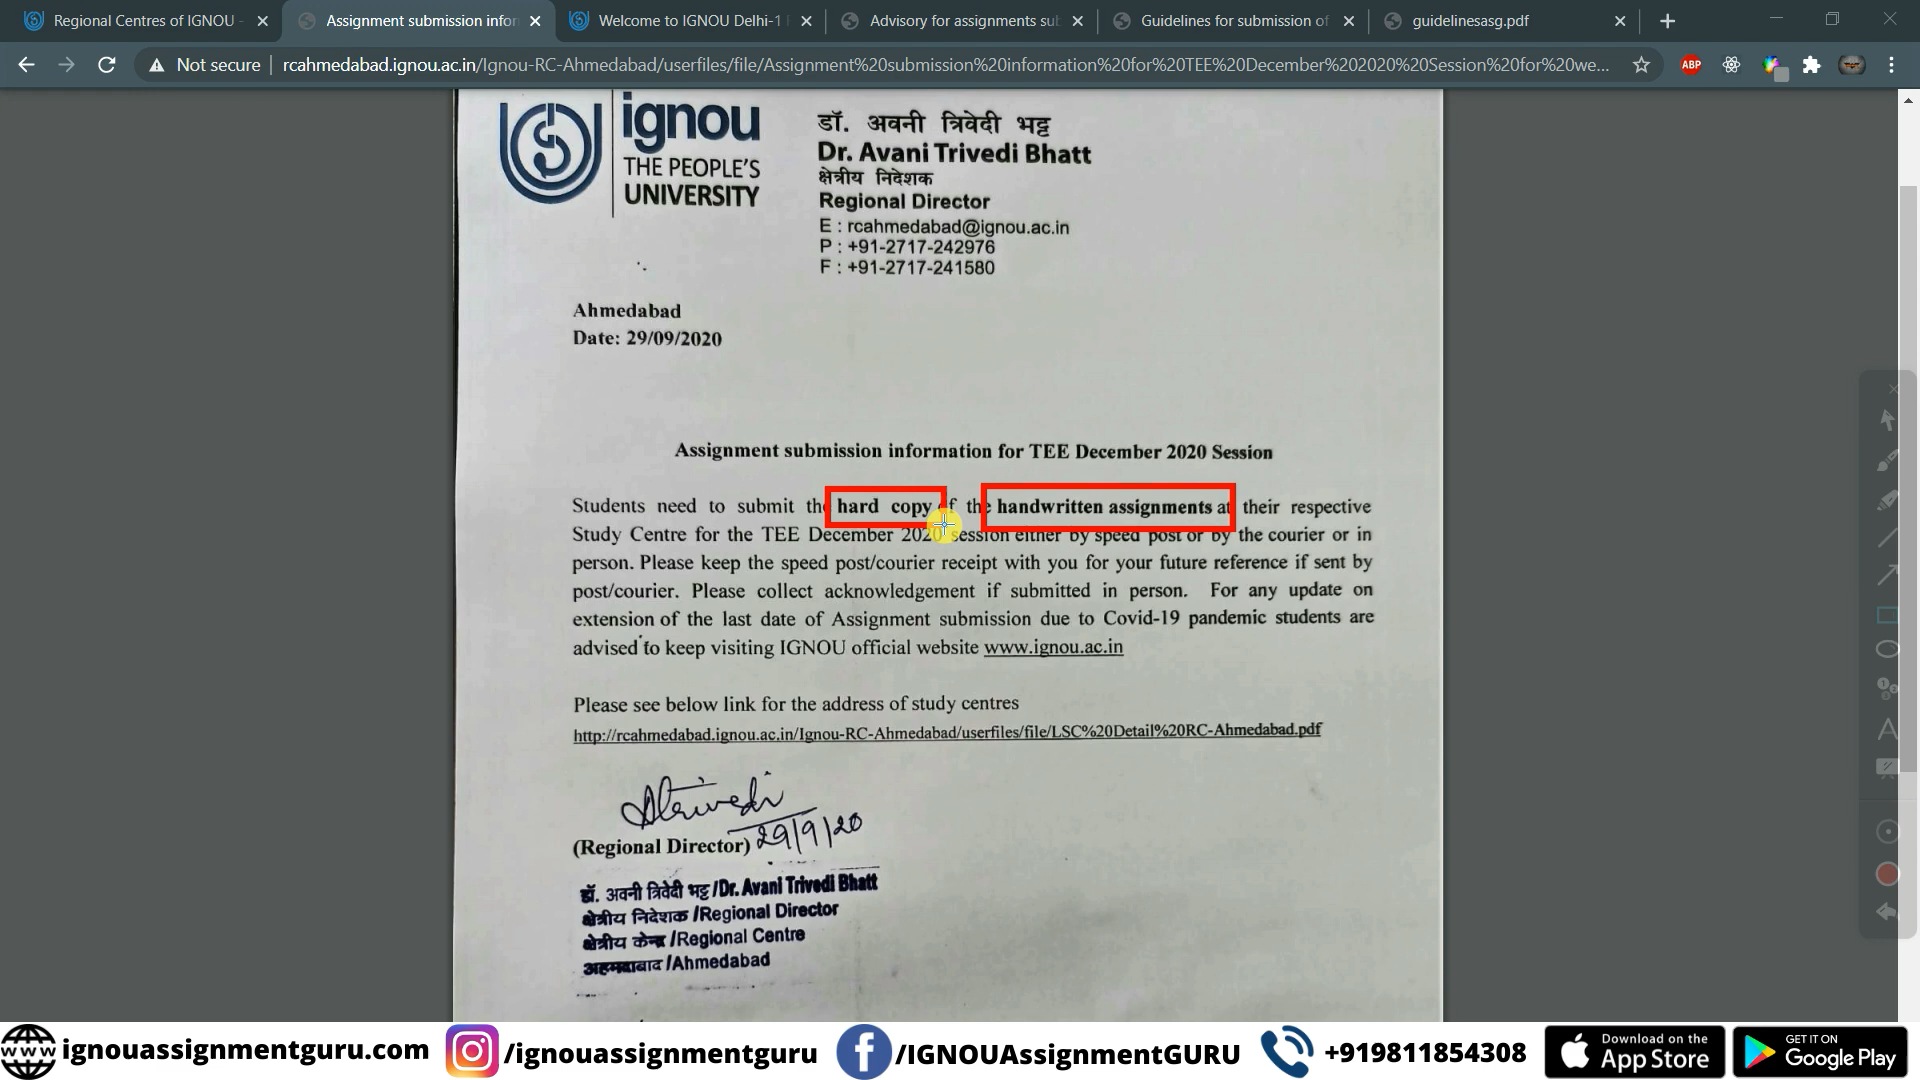 Regional Centres of IGNOU -
Assignment submission infor
Welcome to IGNOU Delhi-1
Advisory for assignments sub
Guidelines for submission of
guidelinesasg.pdf
Not secure
rcahmedabad.ignou.ac.in/Ignou-RC-Ahmedabad/userfiles/file/Assignment%20submission%20information%20for%20TEE%20December%202020%20Session%20for%20we...
ABP
ignou
THE PEOPLE'S
UNIVERSITY
डॉ. अवनी त्रिवेदी भट्ट
Dr. Avani Trivedi Bhatt
क्षेत्रीय निदेशक
Regional Director
E : rcahmedabad@ignou.ac.in
P : +91-2717-242976
F : +91-2717-241580
Ahmedabad
Date: 29/09/2020
Assignment submission information for TEE December 2020 Session
Students need to submit the hard copy of the handwritten assignments at their respective
Study Centre for the TEE December 2020 session either by speed post or by the courier or in
person. Please keep the speed post/courier receipt with you for your future reference if sent by
post/courier. Please collect acknowledgement if submitted in person. For any update on
extension of the last date of Assignment submission due to Covid-19 pandemic students are
advised to keep visiting IGNOU official website www.ignou.ac.in
Please see below link for the address of study centres
http://rcahmedabad.ignou.ac.in/Ignou-RC-Ahmedabad/userfiles/file/LSC%20Detail%20RC-Ahmedabad.pdf
(Regional Director) 29/9/20
डॉ. अवनी त्रिवेदी भट्ट/Dr. Avani Trivedi Bhatt
क्षेत्रीय निदेशक/Regional Director
क्षेत्रीय केन्द्र/Regional Centre
अहमदाबाद/Ahmedabad
www ignouassignmentguru.com
/ignouassignmentguru
/IGNOUAssignmentGURU
+919811854308
Download on the
App Store
GET IT ON
Google Play